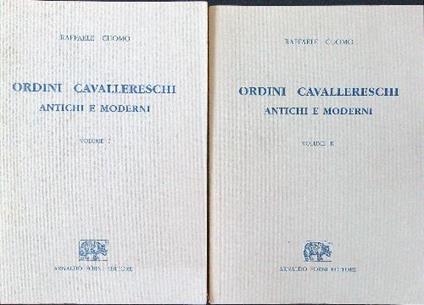 RAFFAELE CUOMO
ORDINI CAVALLERESCHI
ANTICHI E MODERNI
VOLUME I
ARNALDO FORNI EDITORE
RAFFAELE CUOMO
ORDINI CAVALLERESCHI
ANTICHI E MODERNI
VOLUME II
ARNALDO FORNI EDITORE